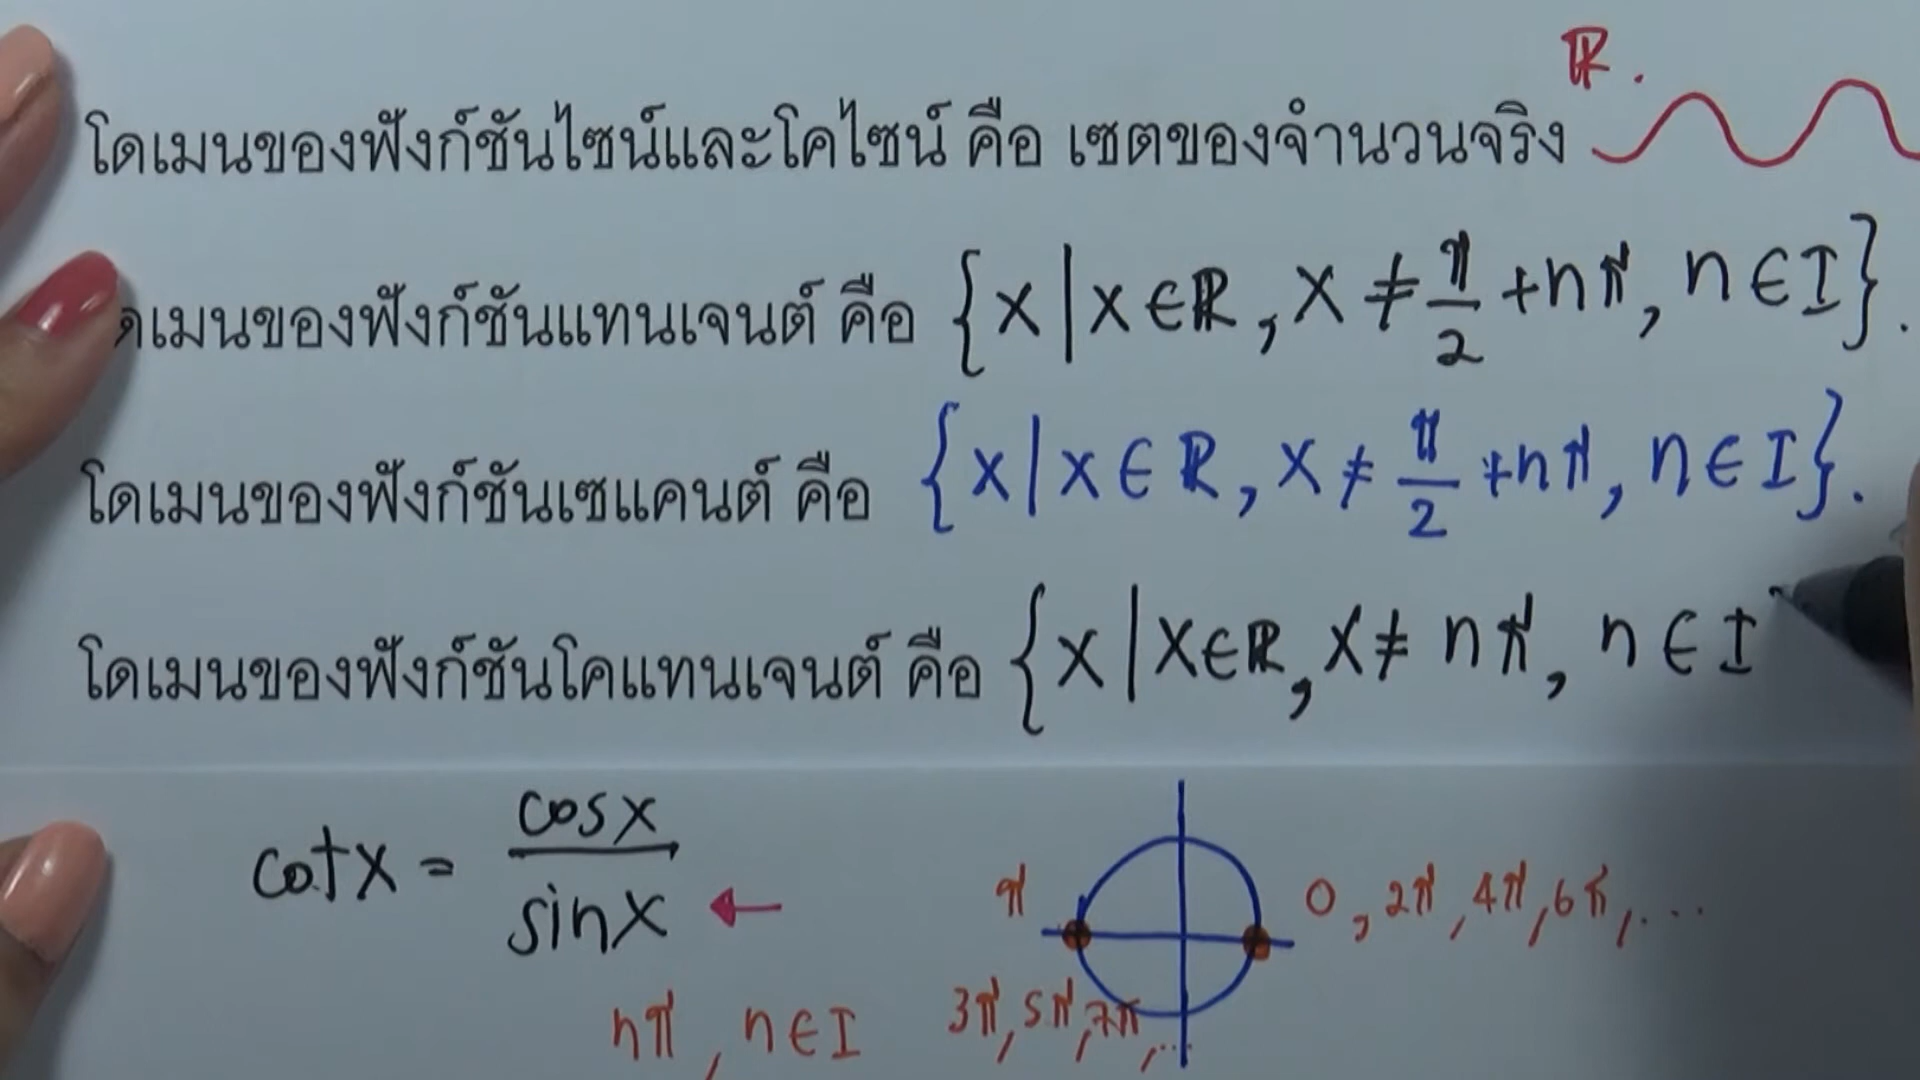 ℝ.
โดเมนของฟังก์ชันไซน์และโคไซน์ คือ เซตของจำนวนจริง
ดเมนของฟังก์ชันแทนเจนต์ คือ {x | x ∈ ℝ, x ≠ π/2 + nπ, n ∈ I}.
โดเมนของฟังก์ชันเซแคนต์ คือ {x | x ∈ ℝ, x ≠ π/2 + nπ, n ∈ I}.
โดเมนของฟังก์ชันโคแทนเจนต์ คือ {x | x ∈ ℝ, x ≠ nπ, n ∈ I
cot x = cos x / sin x
π
0, 2π, 4π, 6π, ...
nπ, n ∈ I
3π, 5π, 7π, ...